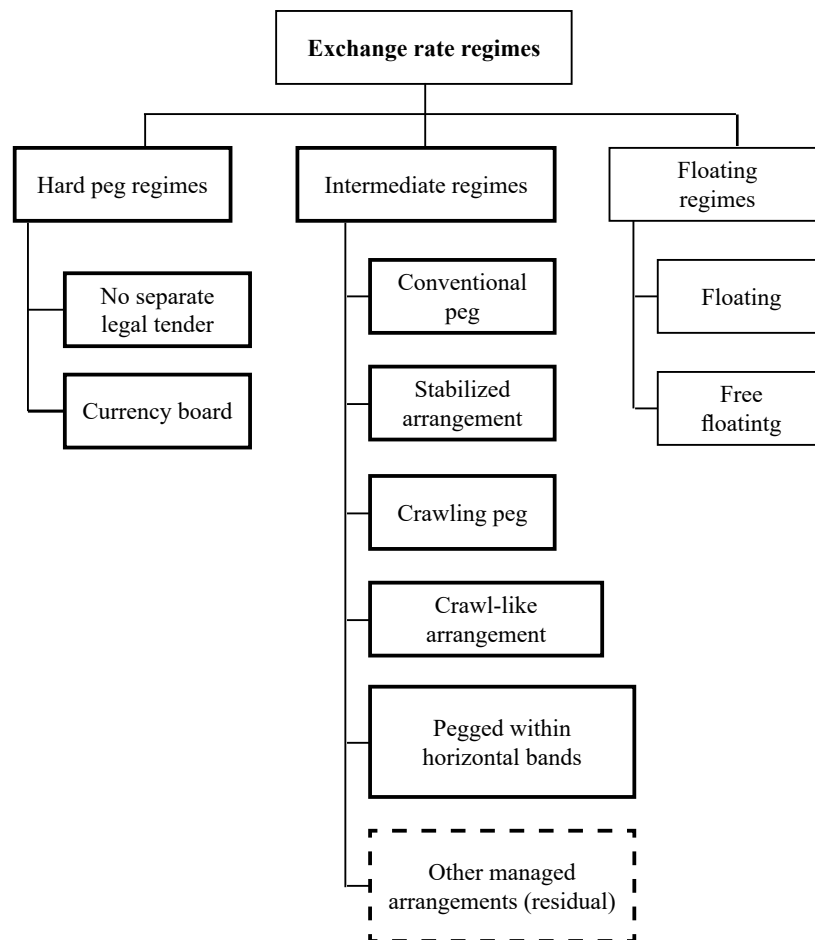 Exchange rate regimes
Hard peg regimes
No separate
legal tender
Currency board
Intermediate regimes
Conventional
peg
Stabilized
arrangement
Crawling peg
Crawl-like
arrangement
Pegged within
horizontal bands
Other managed
arrangements (residual)
Floating
regimes
Floating
Free
floatintg